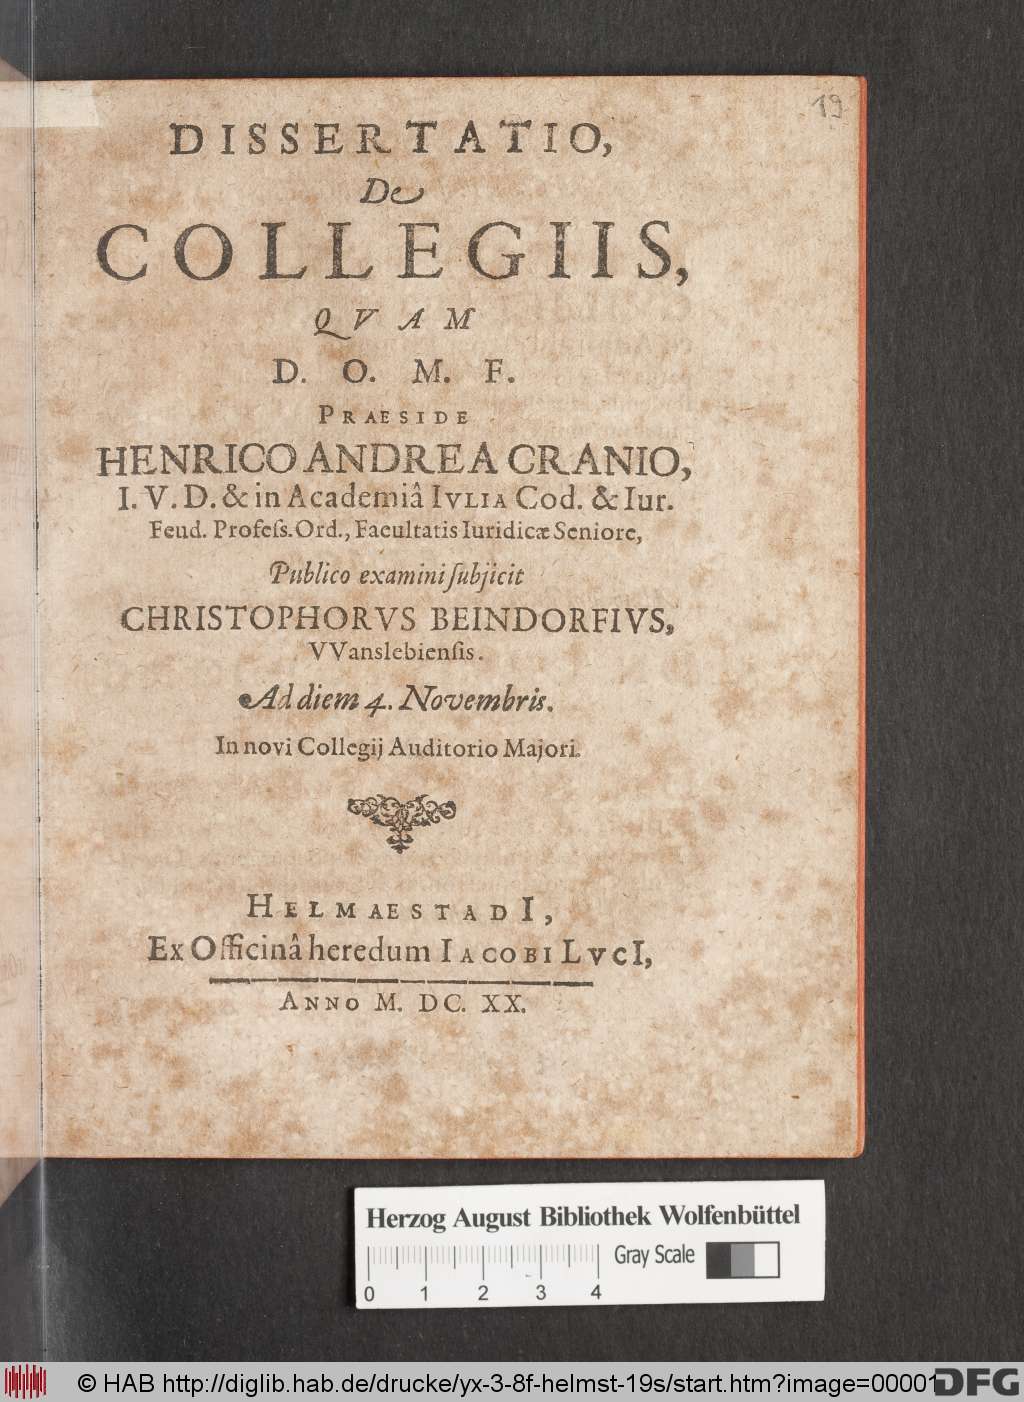 19
DISSERTATIO,
De
COLLEGIIS,
QVAM
D. O. M. F.
PRAESIDE
HENRICO ANDREA CRANIO,
I. V. D. & in Academiâ IVLIA Cod. & Iur.
Feud. Profeſs. Ord., Facultatis Iuridicæ Seniore,
Publico examini ſubjicit
CHRISTOPHORVS BEINDORFIVS,
VVanslebienſis.
Ad diem 4. Novembris.
In novi Collegij Auditorio Majori.
HELMAESTADI,
Ex Officinâ heredum IACOBI LVCI,
ANNO M. DC. XX.
Herzog August Bibliothek Wolfenbüttel
Gray Scale
0 1 2 3 4
© HAB http://diglib.hab.de/drucke/yx-3-8f-helmst-19s/start.htm?image=00001
DFG